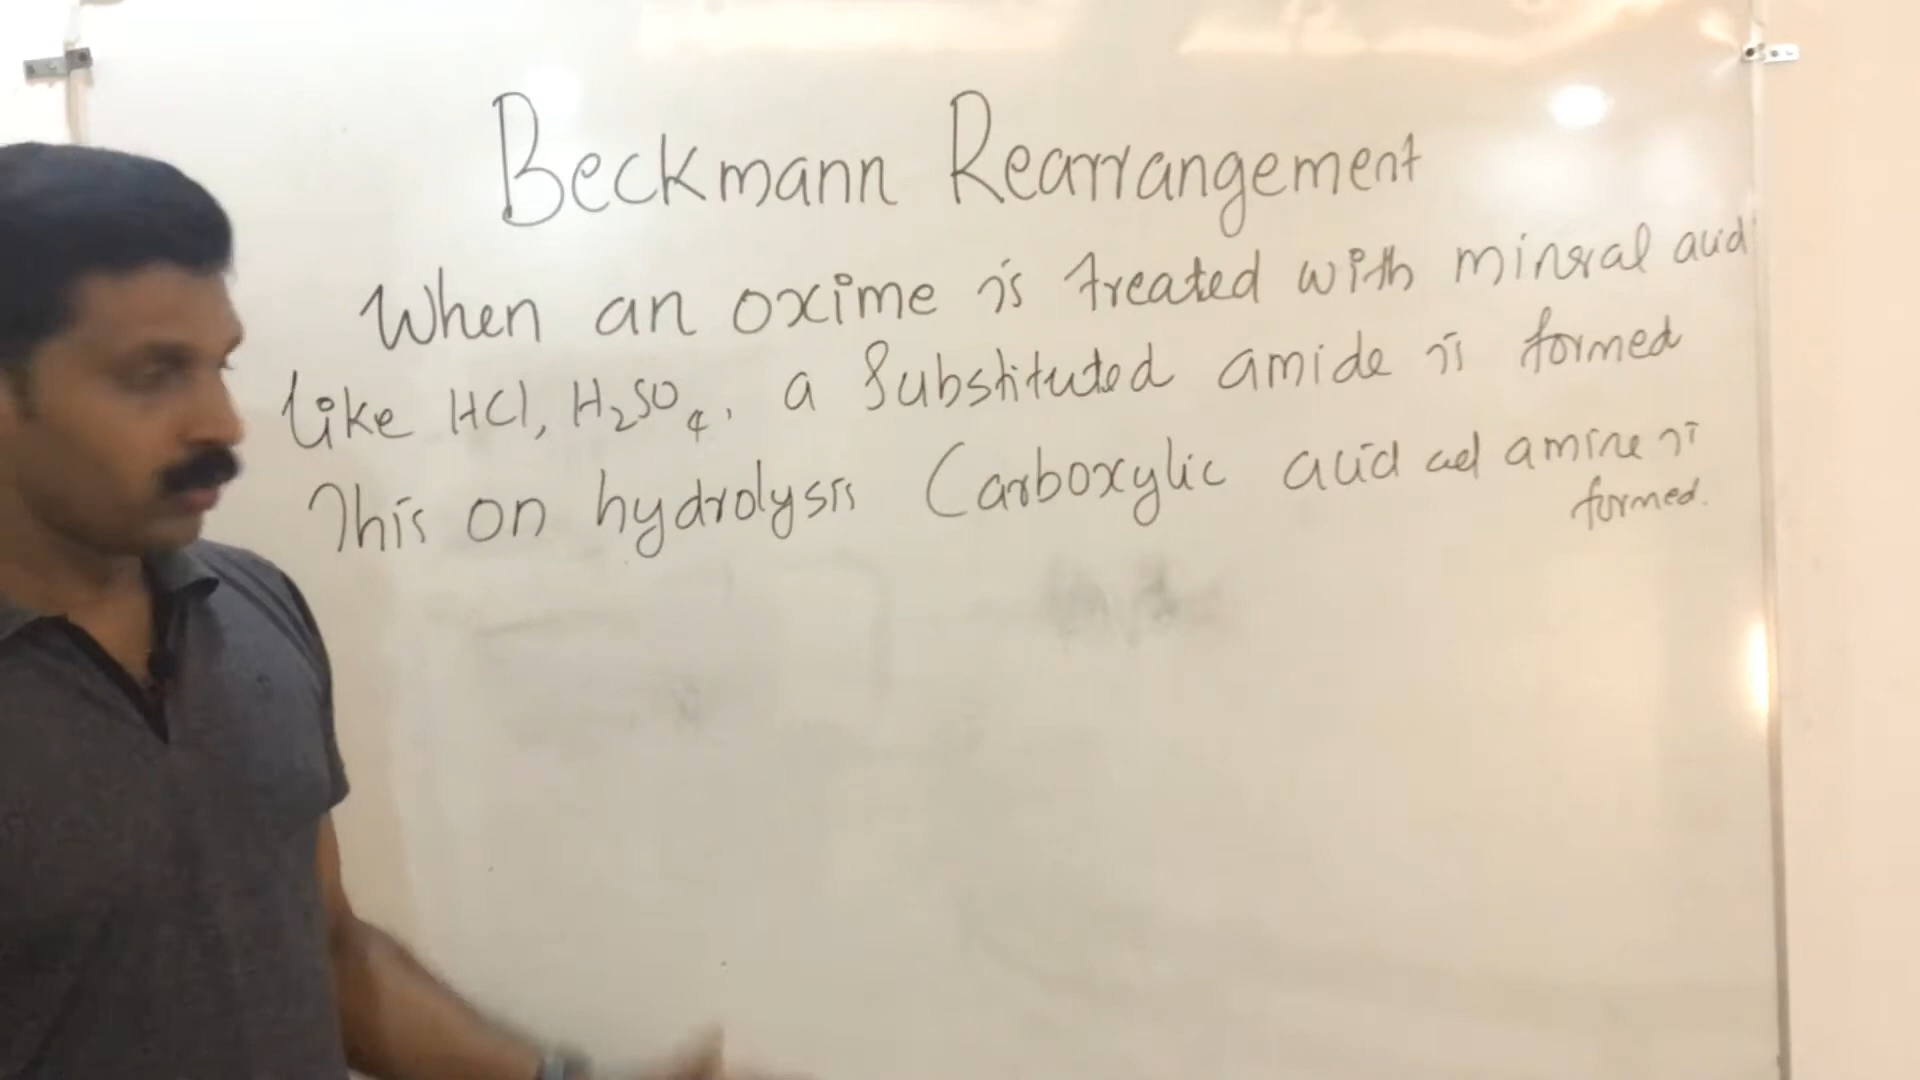 Beckmann Rearrangement
When an oxime is treated with mineral acid
like HCl, H₂SO₄, a substituted amide is formed
This on hydrolysis Carboxylic acid and amine is
formed.